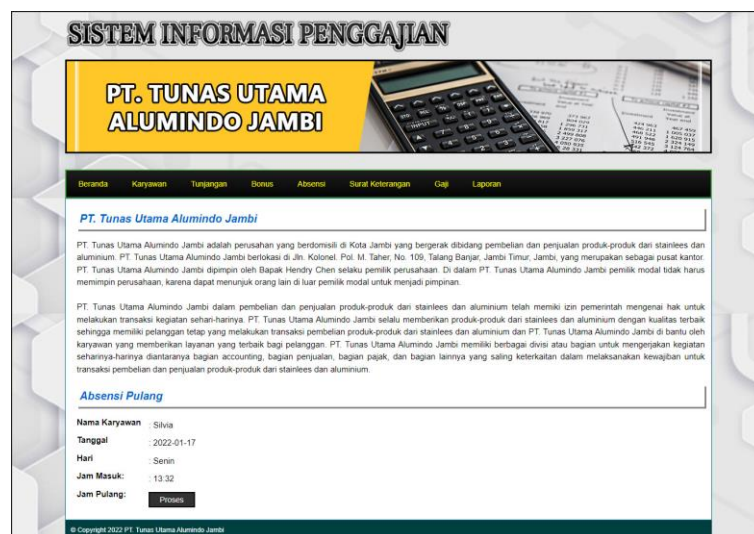 SISTEM INFORMASI PENGGAJIAN
PT. TUNAS UTAMA
ALUMINDO JAMBI
Beranda Karyawan Tunjangan Bonus Absensi Surat Keterangan Gaji Laporan
PT. Tunas Utama Alumindo Jambi
PT. Tunas Utama Alumindo Jambi adalah perusahan yang berdomisili di Kota Jambi yang bergerak dibidang pembelian dan penjualan produk-produk dari stainlees dan
aluminium. PT. Tunas Utama Alumindo Jambi berlokasi di Jln. Kolonel. Pol. M. Taher, No. 109, Talang Banjar, Jambi Timur, Jambi, yang merupakan sebagai pusat kantor.
PT. Tunas Utama Alumindo Jambi dipimpin oleh Bapak Hendry Chen selaku pemilik perusahaan. Di dalam PT. Tunas Utama Alumindo Jambi pemilik modal tidak harus
memimpin perusahaan, karena dapat menunjuk orang lain di luar pemilik modal untuk menjadi pimpinan.
PT. Tunas Utama Alumindo Jambi dalam pembelian dan penjualan produk-produk dari stainlees dan aluminium telah memiki izin pemerintah mengenai hak untuk
melakukan transaksi kegiatan sehari-harinya. PT. Tunas Utama Alumindo Jambi selalu memberikan produk-produk dari stainlees dan aluminium dengan kualitas terbaik
sehingga memiliki pelanggan tetap yang melakukan transaksi pembelian produk-produk dari stainlees dan aluminium dan PT. Tunas Utama Alumindo Jambi di bantu oleh
karyawan yang memberikan layanan yang terbaik bagi pelanggan. PT. Tunas Utama Alumindo Jambi memiliki berbagai divisi atau bagian untuk mengerjakan kegiatan
seharinya-harinya diantaranya bagian accounting, bagian penjualan, bagian pajak, dan bagian lainnya yang saling keterkaitan dalam melaksanakan kewajiban untuk
transaksi pembelian dan penjualan produk-produk dari stainlees dan aluminium.
Absensi Pulang
Nama Karyawan : Silvia
Tanggal : 2022-01-17
Hari : Senin
Jam Masuk: : 13:32
Jam Pulang: Proses
© Copyright 2022 PT. Tunas Utama Alumindo Jambi